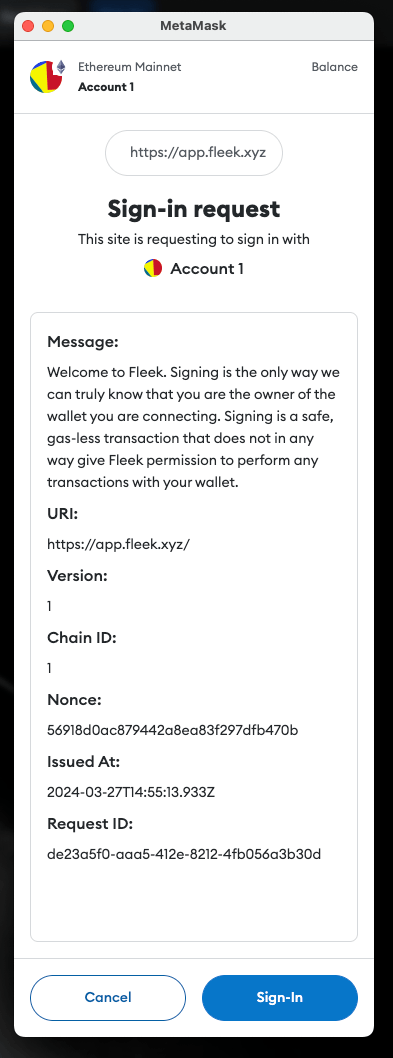 MetaMask
Ethereum Mainnet
Balance
Account 1
https://app.fleek.xyz
Sign-in request
This site is requesting to sign in with
Account 1
Message:
Welcome to Fleek. Signing is the only way we
can truly know that you are the owner of the
wallet you are connecting. Signing is a safe,
gas-less transaction that does not in any
way give Fleek permission to perform any
transactions with your wallet.
URI:
https://app.fleek.xyz/
Version:
1
Chain ID:
1
Nonce:
56918d0ac879442a8ea83f297dfb470b
Issued At:
2024-03-27T14:55:13.933Z
Request ID:
de23a5f0-aaa5-412e-8212-4fb056a3b30d
Cancel
Sign-In